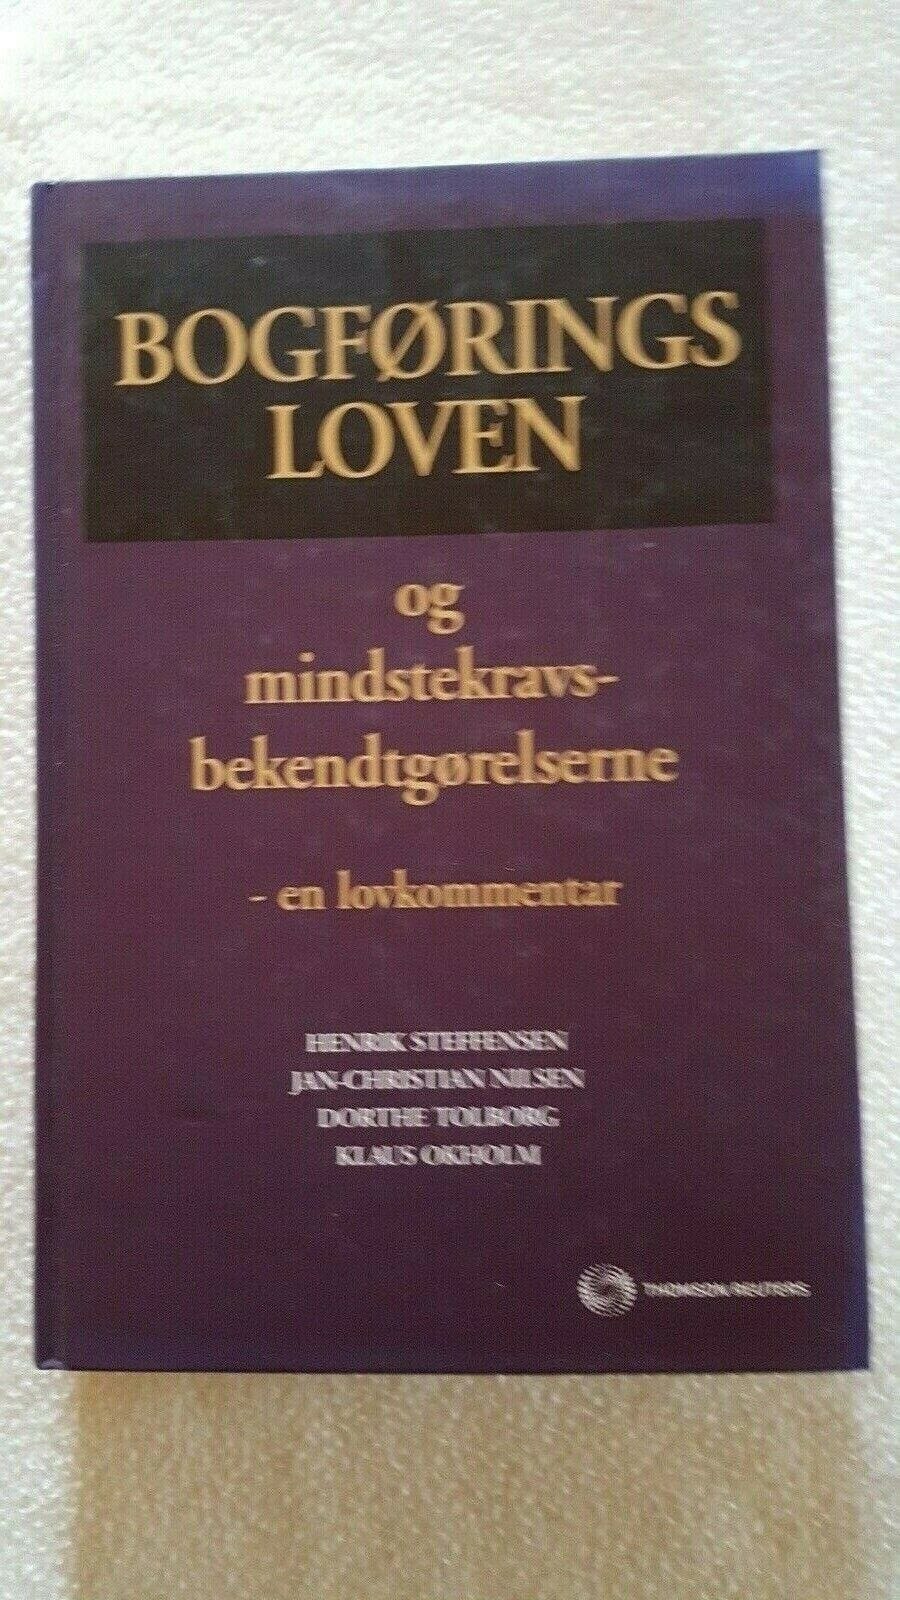 BOGFØRINGS
LOVEN
og
mindstekravs-
bekendtgørelserne
- en lovkommentar
HENRIK STEFFENSEN
JAN-CHRISTIAN NILSEN
DORTHE TOLBORG
KLAUS OKHOLM
THOMSON REUTERS